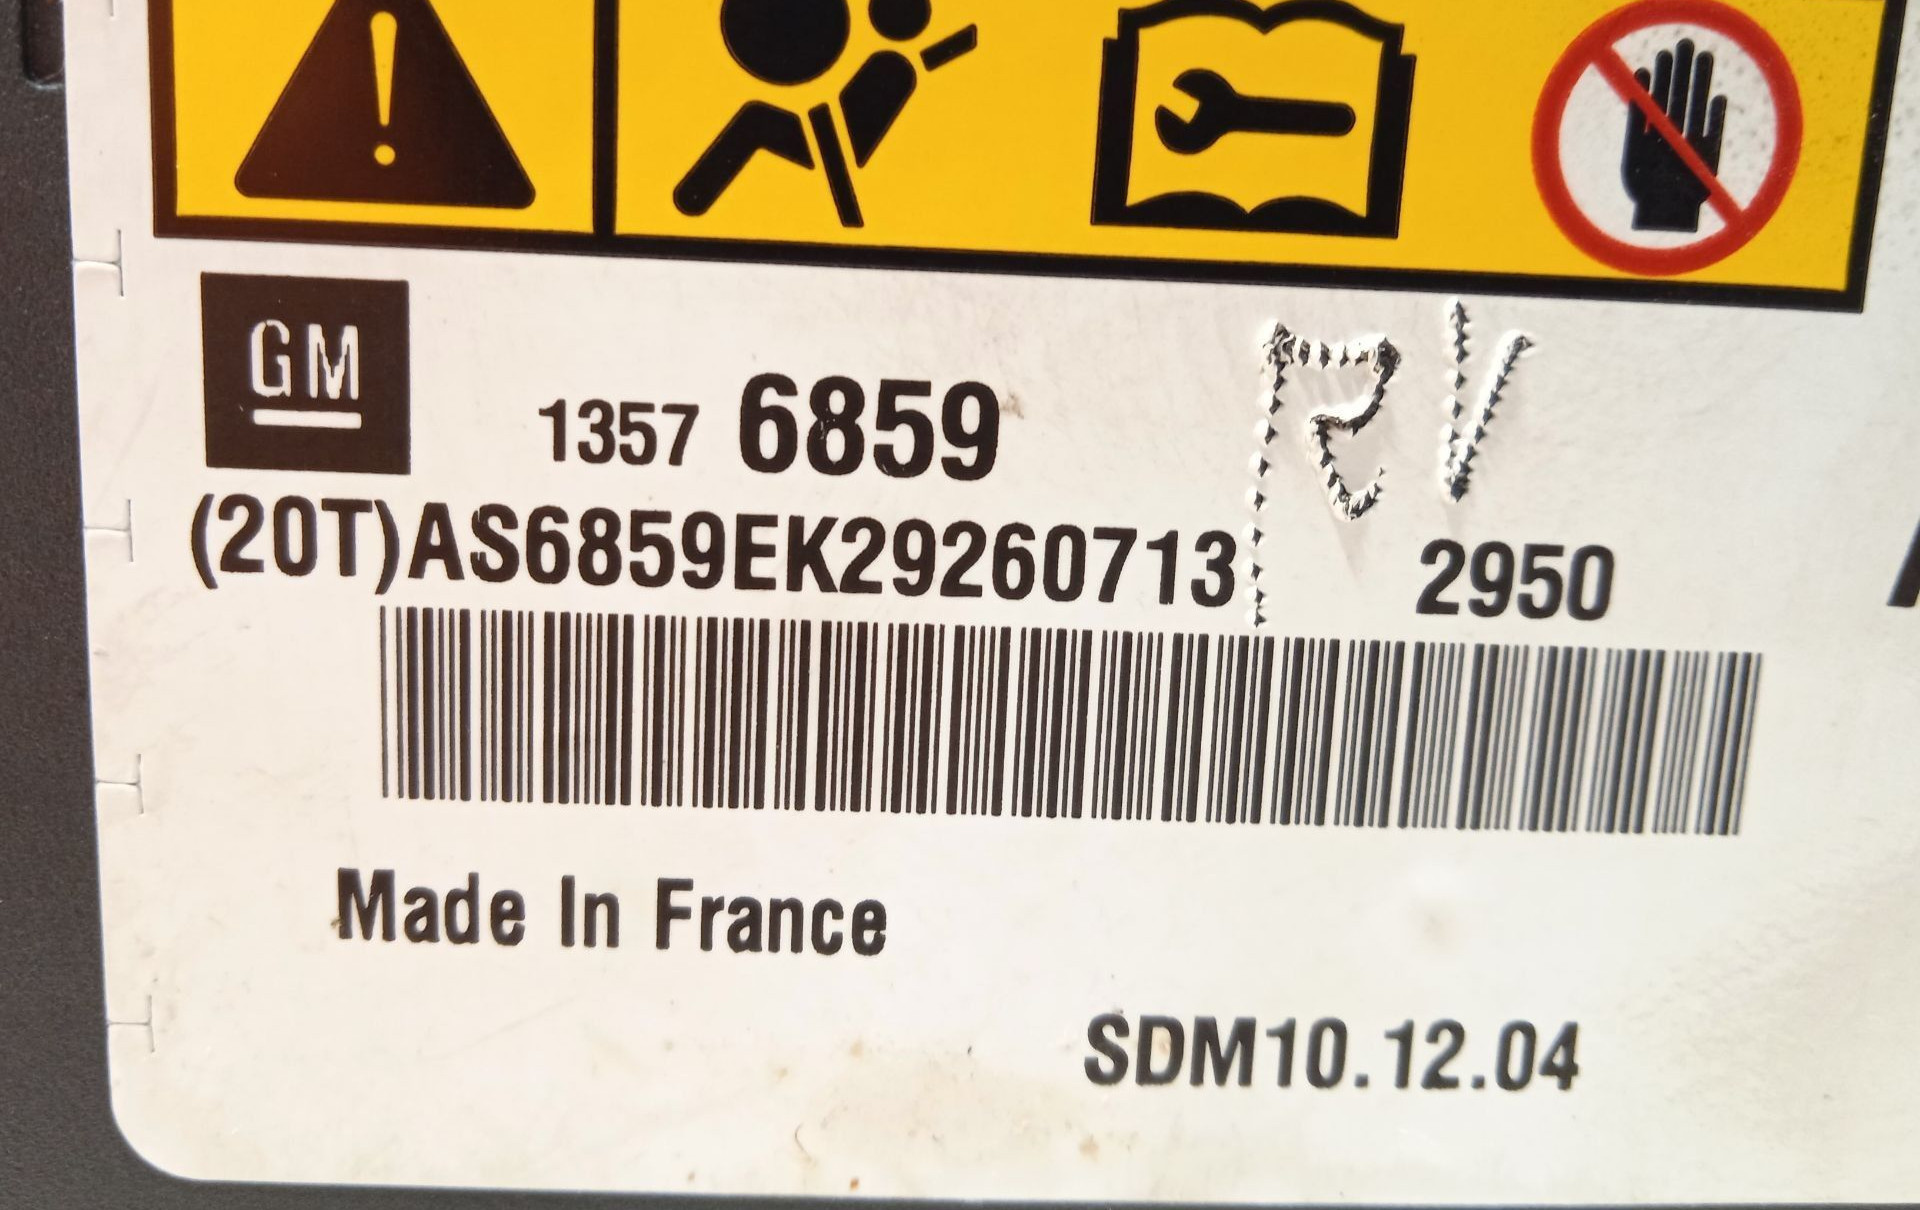 GM
1357 6859
RV
(20T)AS6859EK29260713 2950
Made In France
SDM10.12.04